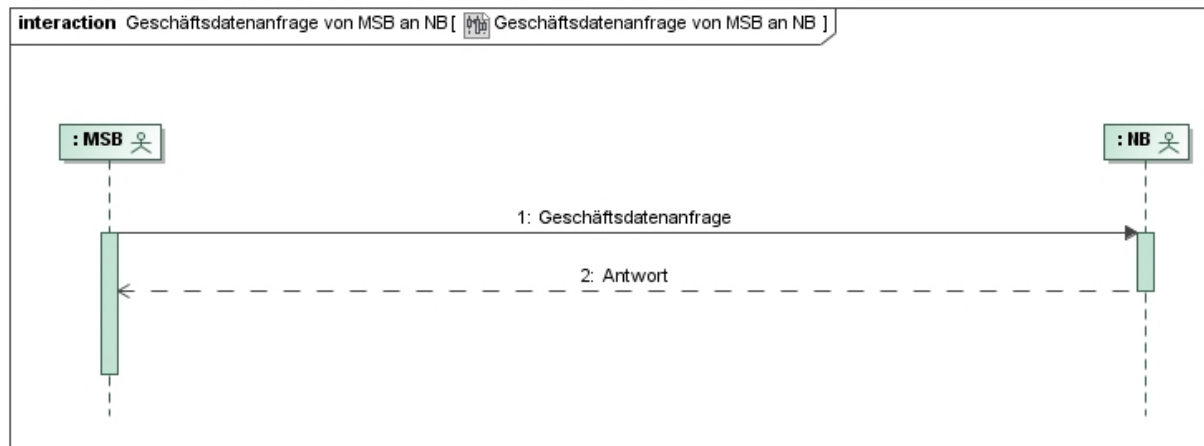 interaction Geschäftsdatenanfrage von MSB an NB [ Geschäftsdatenanfrage von MSB an NB ]
: MSB
: NB
1: Geschäftsdatenanfrage
2: Antwort